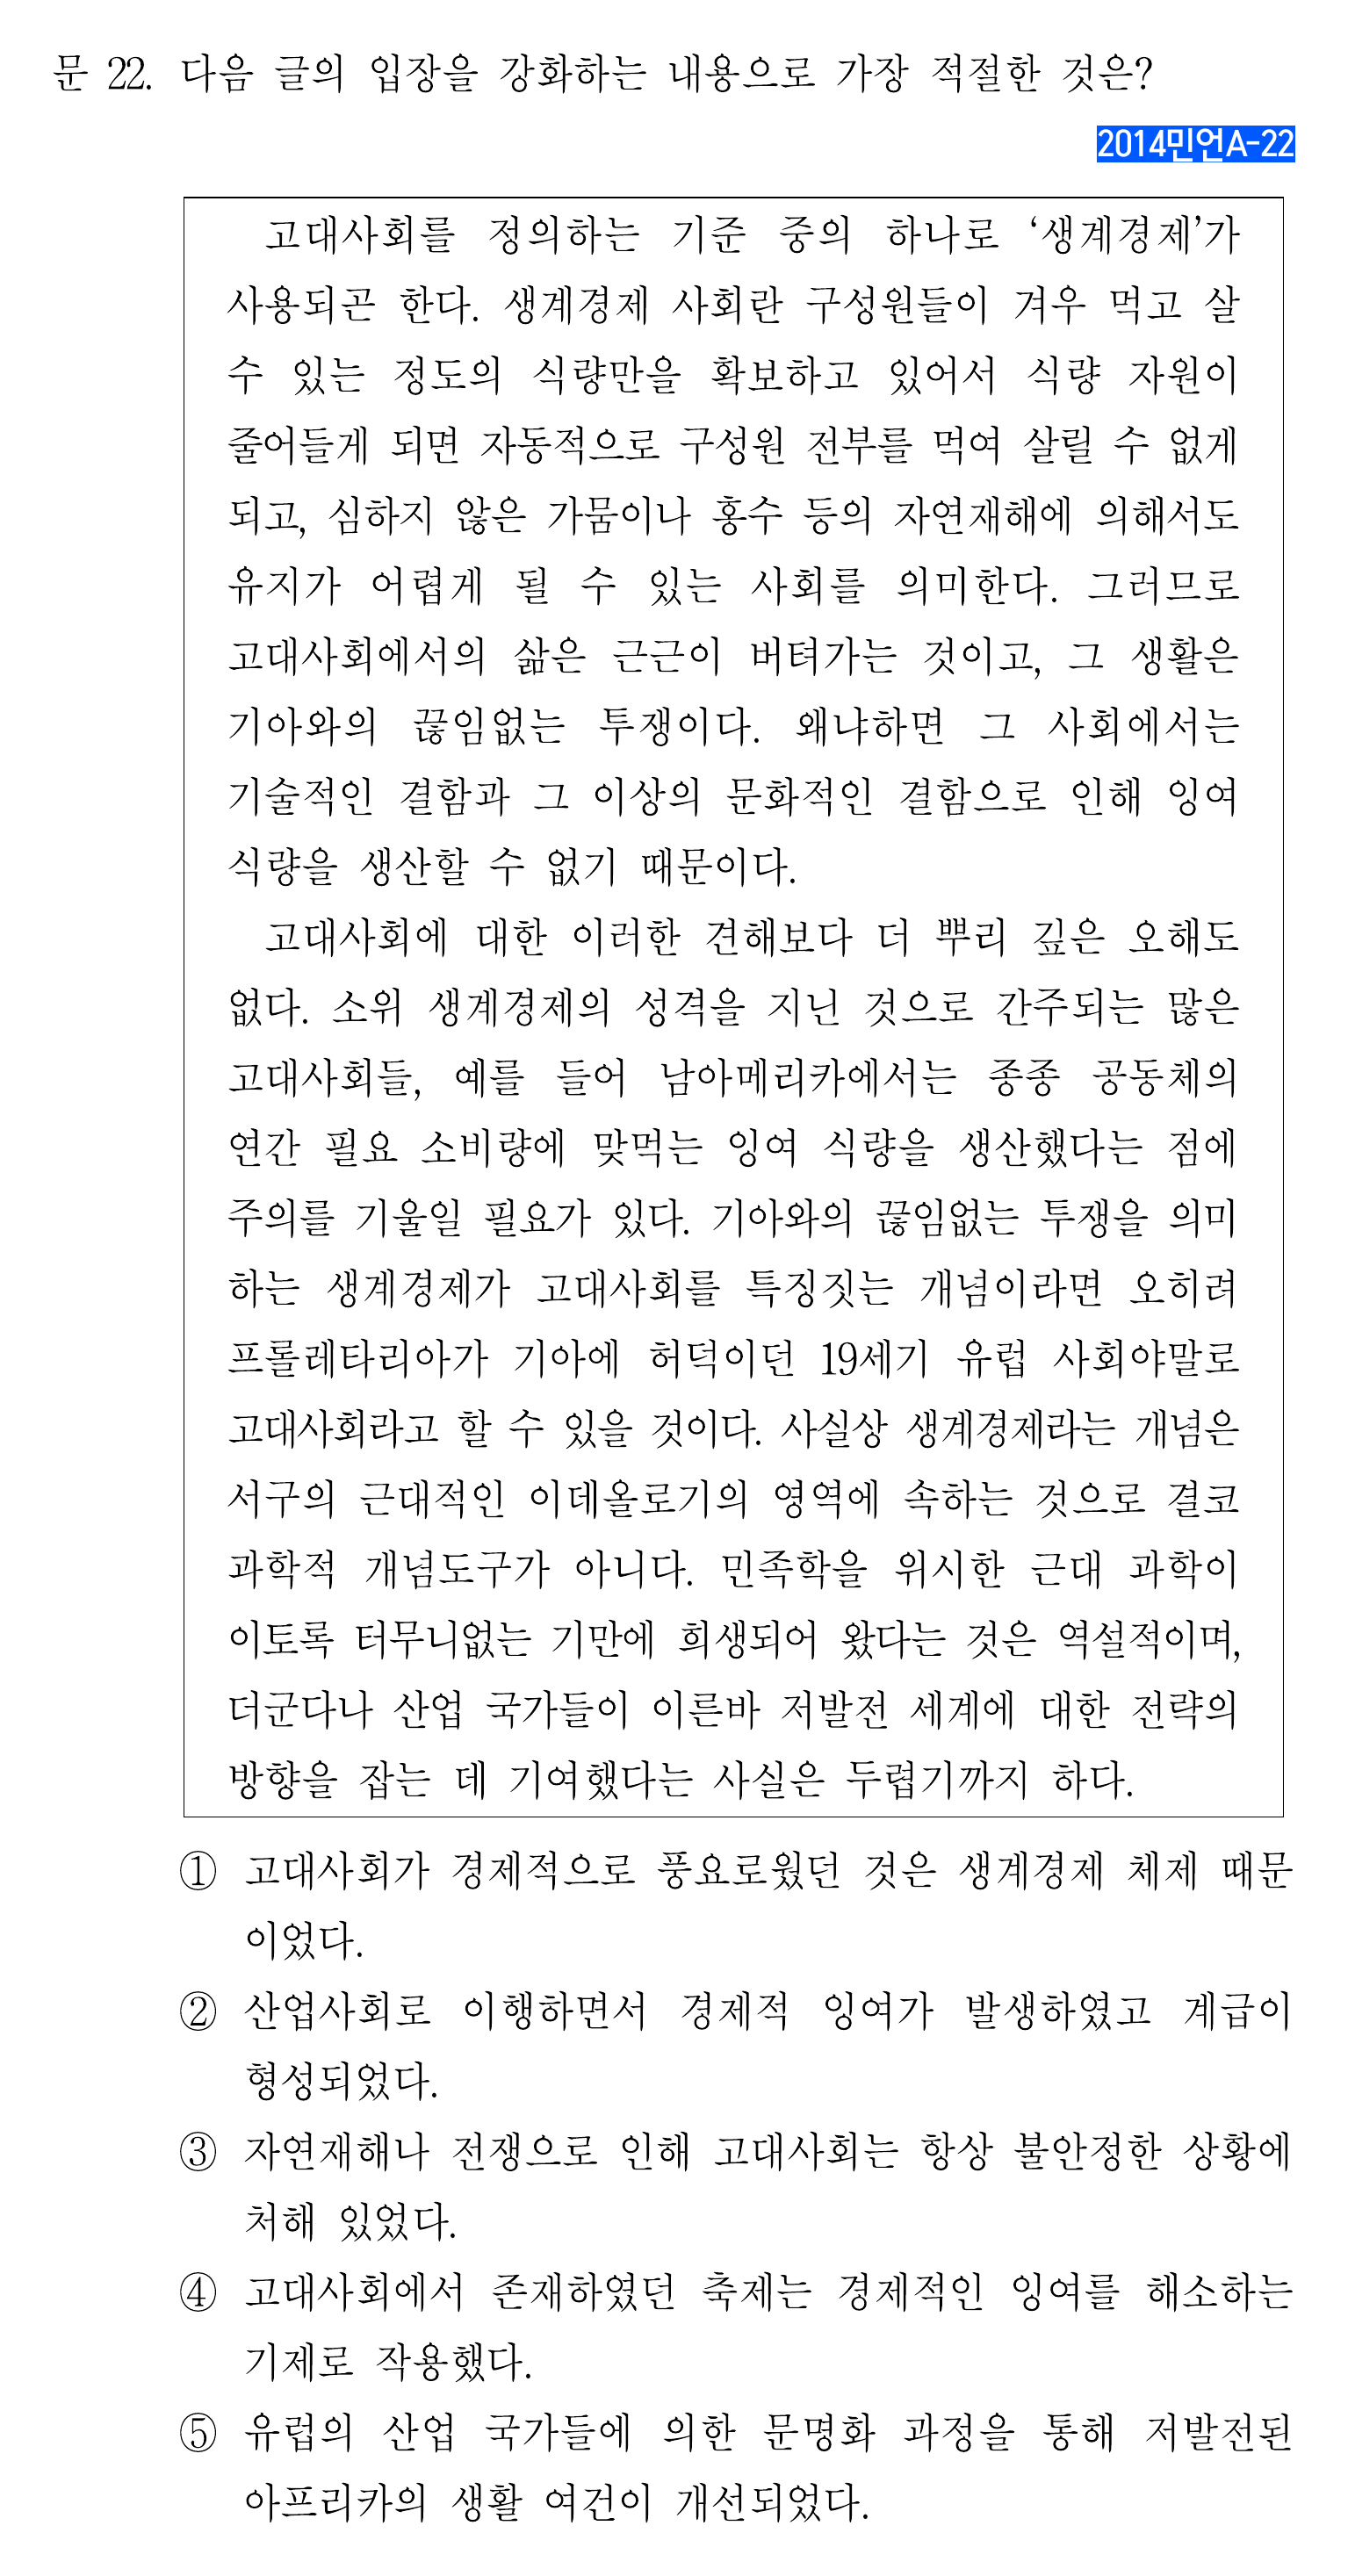 문 22. 다음 글의 입장을 강화하는 내용으로 가장 적절한 것은?
2014민언A-22
고대사회를 정의하는 기준 중의 하나로 ‘생계경제’가
사용되곤 한다. 생계경제 사회란 구성원들이 겨우 먹고 살
수 있는 정도의 식량만을 확보하고 있어서 식량 자원이
줄어들게 되면 자동적으로 구성원 전부를 먹여 살릴 수 없게
되고, 심하지 않은 가뭄이나 홍수 등의 자연재해에 의해서도
유지가 어렵게 될 수 있는 사회를 의미한다. 그러므로
고대사회에서의 삶은 근근이 버텨가는 것이고, 그 생활은
기아와의 끊임없는 투쟁이다. 왜냐하면 그 사회에서는
기술적인 결함과 그 이상의 문화적인 결함으로 인해 잉여
식량을 생산할 수 없기 때문이다.
고대사회에 대한 이러한 견해보다 더 뿌리 깊은 오해도
없다. 소위 생계경제의 성격을 지닌 것으로 간주되는 많은
고대사회들, 예를 들어 남아메리카에서는 종종 공동체의
연간 필요 소비량에 맞먹는 잉여 식량을 생산했다는 점에
주의를 기울일 필요가 있다. 기아와의 끊임없는 투쟁을 의미
하는 생계경제가 고대사회를 특징짓는 개념이라면 오히려
프롤레타리아가 기아에 허덕이던 19세기 유럽 사회야말로
고대사회라고 할 수 있을 것이다. 사실상 생계경제라는 개념은
서구의 근대적인 이데올로기의 영역에 속하는 것으로 결코
과학적 개념도구가 아니다. 민족학을 위시한 근대 과학이
이토록 터무니없는 기만에 희생되어 왔다는 것은 역설적이며,
더군다나 산업 국가들이 이른바 저발전 세계에 대한 전략의
방향을 잡는 데 기여했다는 사실은 두렵기까지 하다.
① 고대사회가 경제적으로 풍요로웠던 것은 생계경제 체제 때문
이었다.
② 산업사회로 이행하면서 경제적 잉여가 발생하였고 계급이
형성되었다.
③ 자연재해나 전쟁으로 인해 고대사회는 항상 불안정한 상황에
처해 있었다.
④ 고대사회에서 존재하였던 축제는 경제적인 잉여를 해소하는
기제로 작용했다.
⑤ 유럽의 산업 국가들에 의한 문명화 과정을 통해 저발전된
아프리카의 생활 여건이 개선되었다.